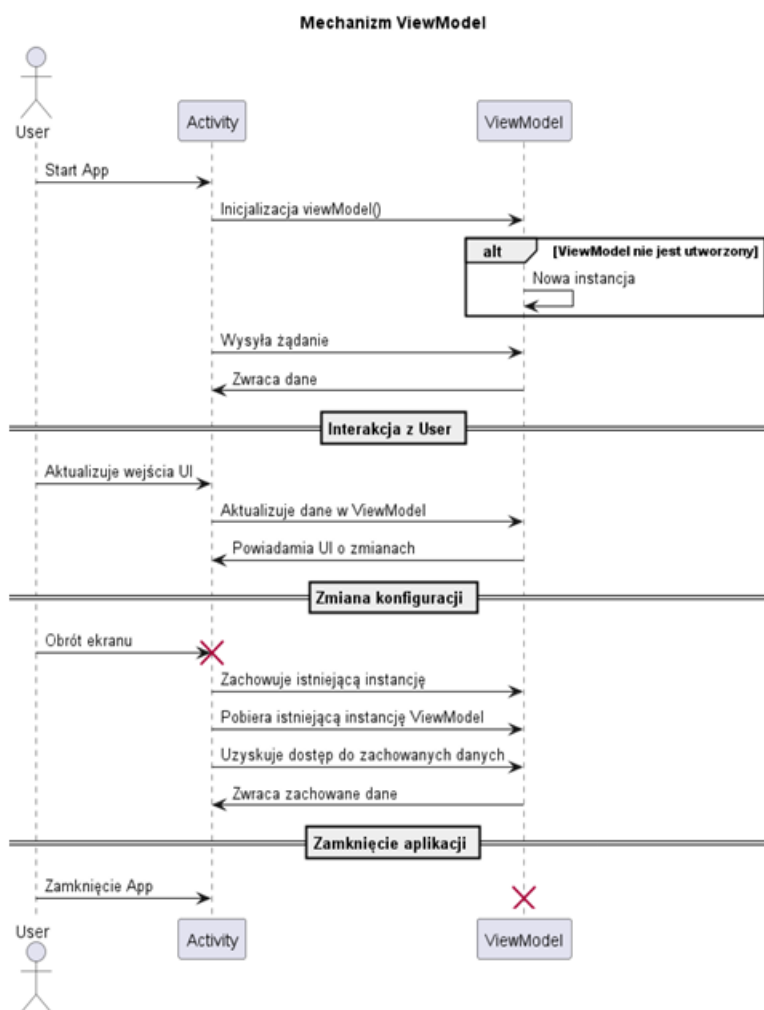 Mechanizm ViewModel
User
Activity
ViewModel
Start App
Inicjalizacja viewModel()
alt
[ViewModel nie jest utworzony]
Nowa instancja
Wysyła żądanie
Zwraca dane
Interakcja z User
Aktualizuje wejścia UI
Aktualizuje dane w ViewModel
Powiadamia UI o zmianach
Zmiana konfiguracji
Obrót ekranu
Zachowuje istniejącą instancję
Pobiera istniejącą instancję ViewModel
Uzyskuje dostęp do zachowanych danych
Zwraca zachowane dane
Zamknięcie aplikacji
Zamknięcie App
User
Activity
ViewModel